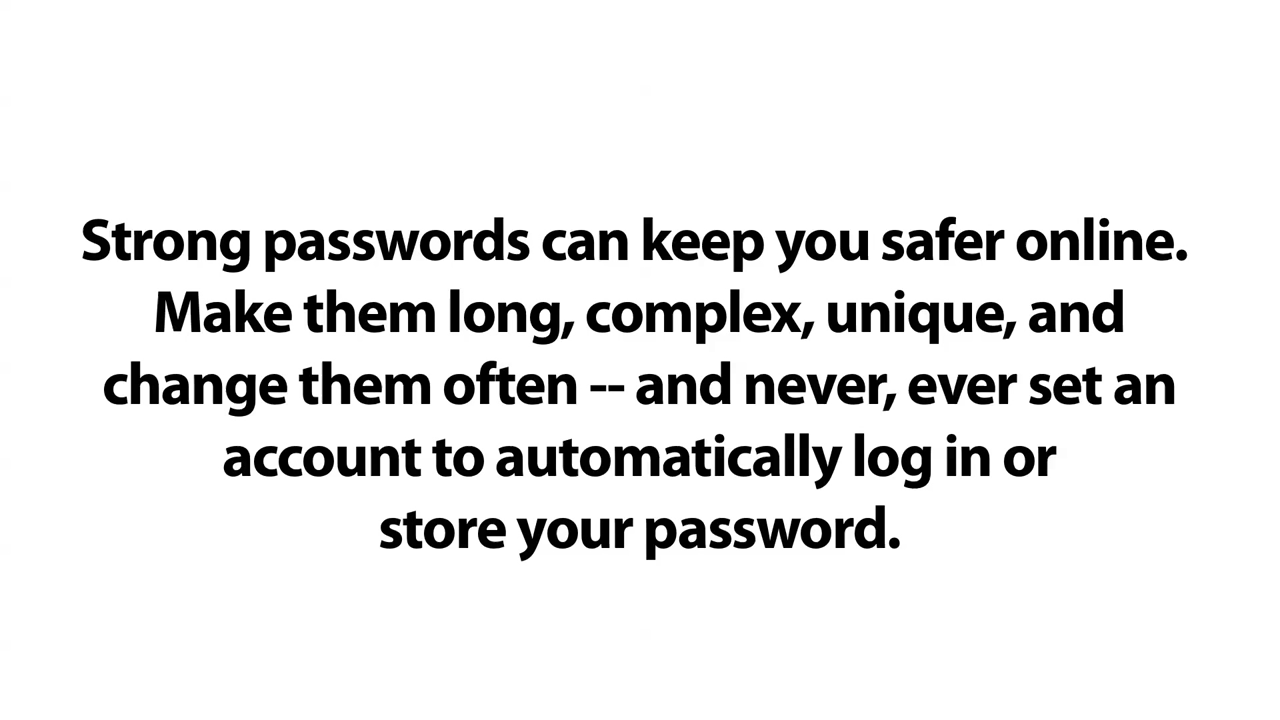 Strong passwords can keep you safer online.
Make them long, complex, unique, and
change them often -- and never, ever set an
account to automatically log in or
store your password.